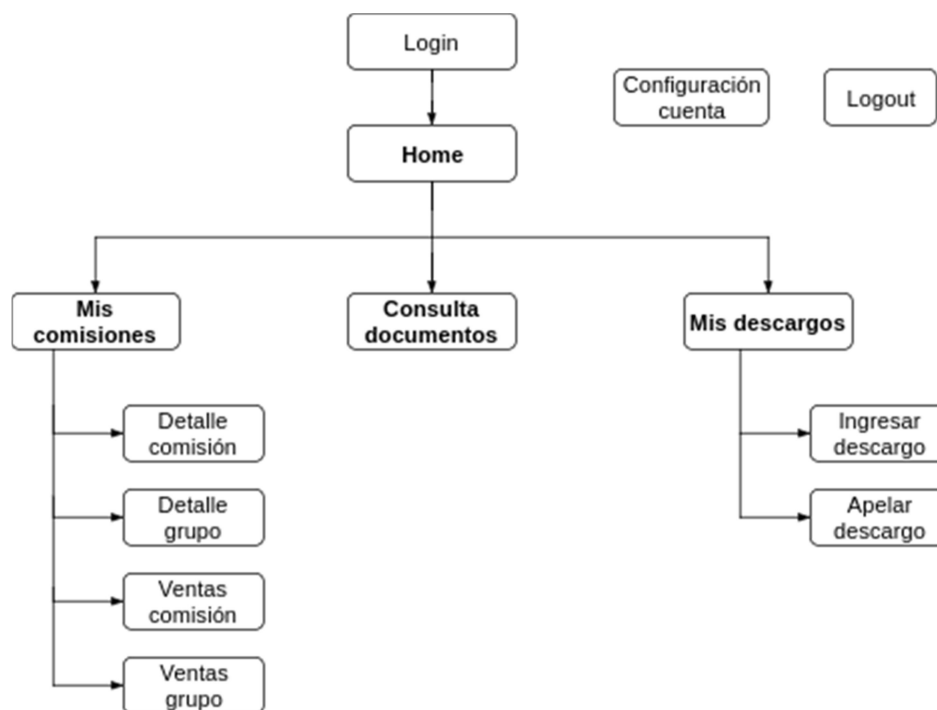 Login
Configuración
cuenta
Logout
Home
Mis
comisiones
Consulta
documentos
Mis descargos
Detalle
comisión
Ingresar
descargo
Detalle
grupo
Apelar
descargo
Ventas
comisión
Ventas
grupo